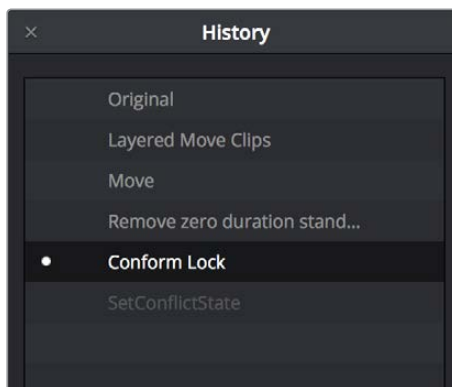 History
Original
Layered Move Clips
Move
Remove zero duration stand...
Conform Lock
SetConflictState